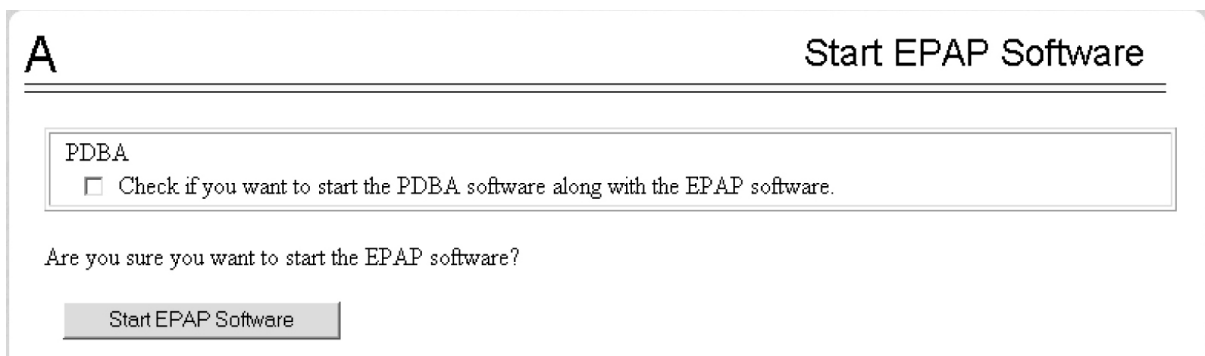 A
Start EPAP Software
PDBA
Check if you want to start the PDBA software along with the EPAP software.
Are you sure you want to start the EPAP software?
Start EPAP Software